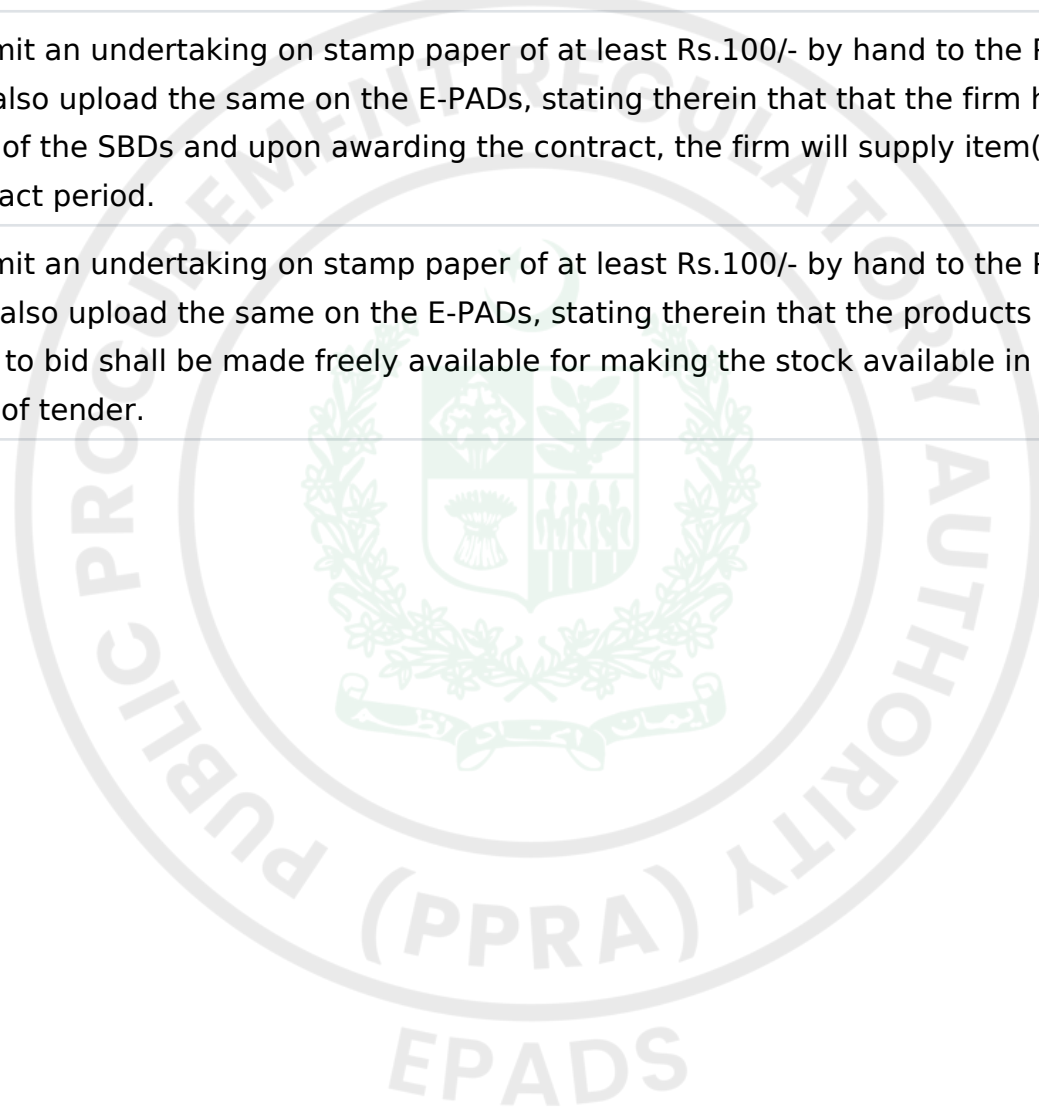 mit an undertaking on stamp paper of at least Rs.100/- by hand to the
also upload the same on the E-PADs, stating therein that that the firm
of the SBDs and upon awarding the contract, the firm will supply item(
act period.
mit an undertaking on stamp paper of at least Rs.100/- by hand to the
also upload the same on the E-PADs, stating therein that the products
to bid shall be made freely available for making the stock available in
of tender.
PUBLIC PROCUREMENT REGULATORY AUTHORITY
(PPRA)
EPADS